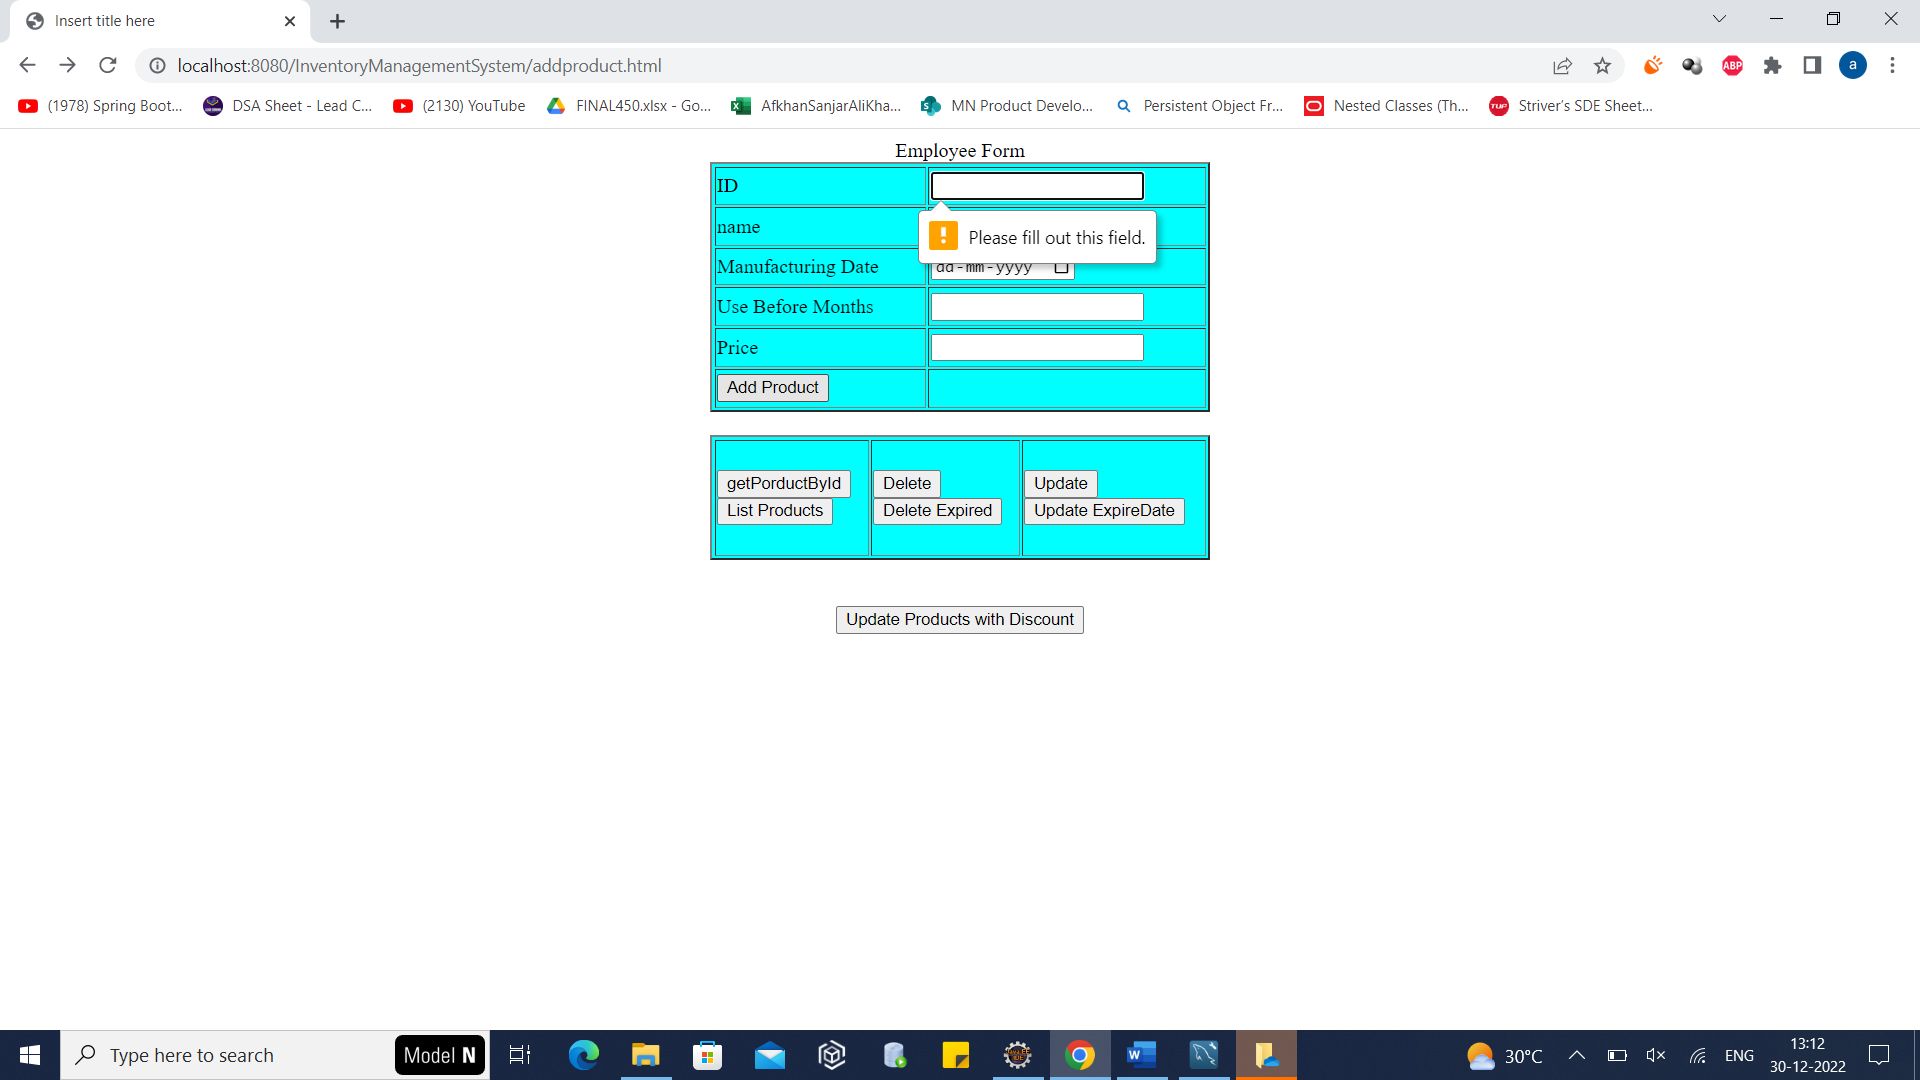 Insert title here
localhost:8080/InventoryManagementSystem/addproduct.html
ABP
a
(1978) Spring Boot...
DSA Sheet - Lead C...
(2130) YouTube
FINAL450.xlsx - Go...
AfkhanSanjarAliKha...
MN Product Develo...
Persistent Object Fr...
Nested Classes (Th...
TUF
Striver's SDE Sheet...
Employee Form
ID
name
Please fill out this field.
Manufacturing Date
dd-mm-yyyy
Use Before Months
Price
Add Product
getPorductById
Delete
Update
List Products
Delete Expired
Update ExpireDate
Update Products with Discount
Type here to search
Model N
30°C
ENG
13:12
30-12-2022